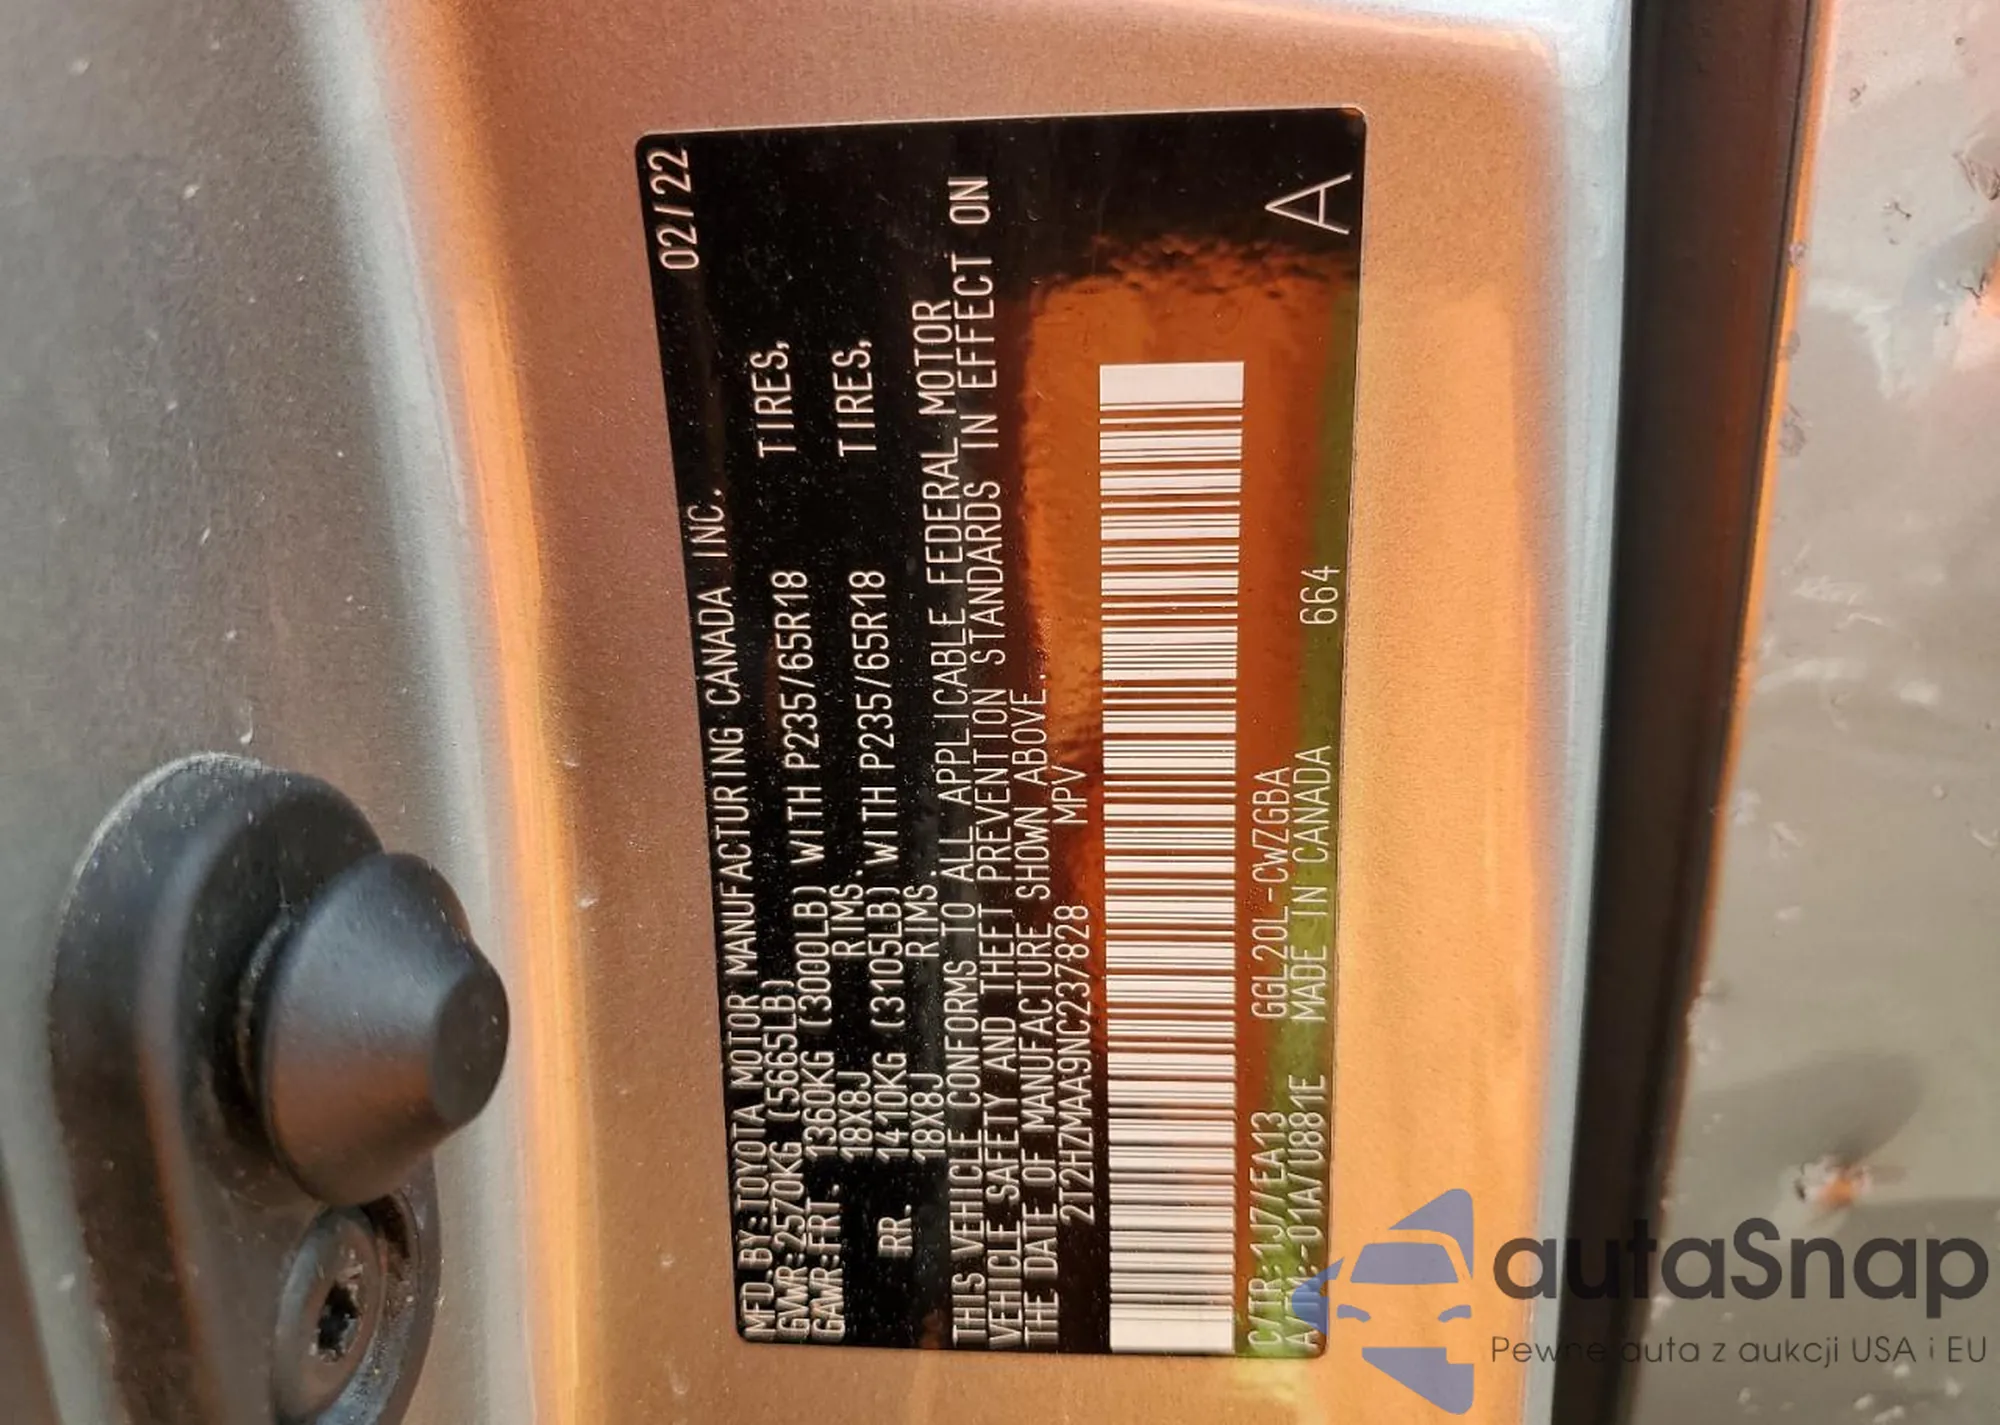 MFD.BY:TOYOTA MOTOR MANUFACTURING CANADA INC. 02/22
GVWR:2570KG (5665LB)
GAWR:FRT. 1360KG (3000LB) WITH P235/65R18 TIRES,
18X8J RIMS.
RR. 1410KG (3105LB) WITH P235/65R18 TIRES,
18X8J RIMS.
THIS VEHICLE CONFORMS TO ALL APPLICABLE FEDERAL MOTOR
VEHICLE SAFETY AND THEFT PREVENTION STANDARDS IN EFFECT ON
THE DATE OF MANUFACTURE SHOWN ABOVE.
2T2HZMAA9NC237828 MPV
C/TR:1J7/EA13 GGL20L-CWZGBA
A/TM:-01A/U881E MADE IN CANADA 664
A
autaSnap
Pewne auta z aukcji USA i EU